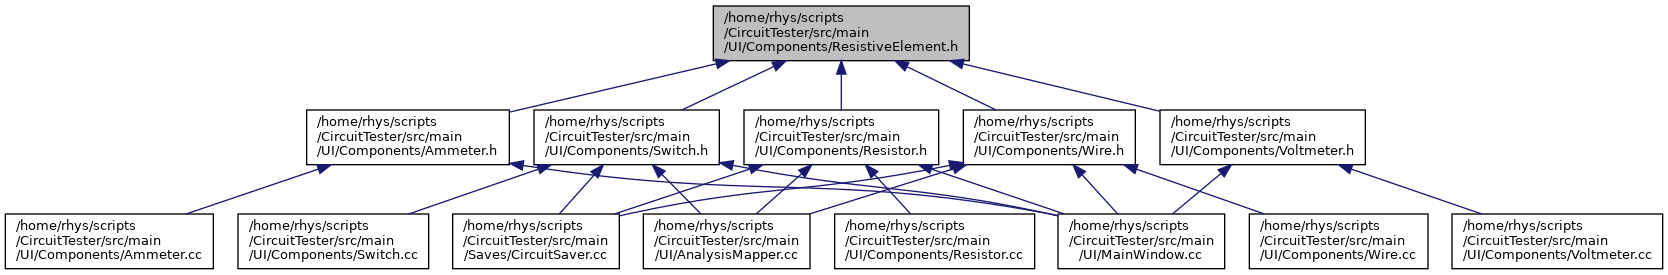 /home/rhys/scripts
/CircuitTester/src/main
/UI/Components/ResistiveElement.h
/home/rhys/scripts
/CircuitTester/src/main
/UI/Components/Ammeter.h
/home/rhys/scripts
/CircuitTester/src/main
/UI/Components/Switch.h
/home/rhys/scripts
/CircuitTester/src/main
/UI/Components/Resistor.h
/home/rhys/scripts
/CircuitTester/src/main
/UI/Components/Wire.h
/home/rhys/scripts
/CircuitTester/src/main
/UI/Components/Voltmeter.h
/home/rhys/scripts
/CircuitTester/src/main
/UI/Components/Ammeter.cc
/home/rhys/scripts
/CircuitTester/src/main
/UI/Components/Switch.cc
/home/rhys/scripts
/CircuitTester/src/main
/Saves/CircuitSaver.cc
/home/rhys/scripts
/CircuitTester/src/main
/UI/AnalysisMapper.cc
/home/rhys/scripts
/CircuitTester/src/main
/UI/Components/Resistor.cc
/home/rhys/scripts
/CircuitTester/src/main
/UI/MainWindow.cc
/home/rhys/scripts
/CircuitTester/src/main
/UI/Components/Wire.cc
/home/rhys/scripts
/CircuitTester/src/main
/UI/Components/Voltmeter.cc